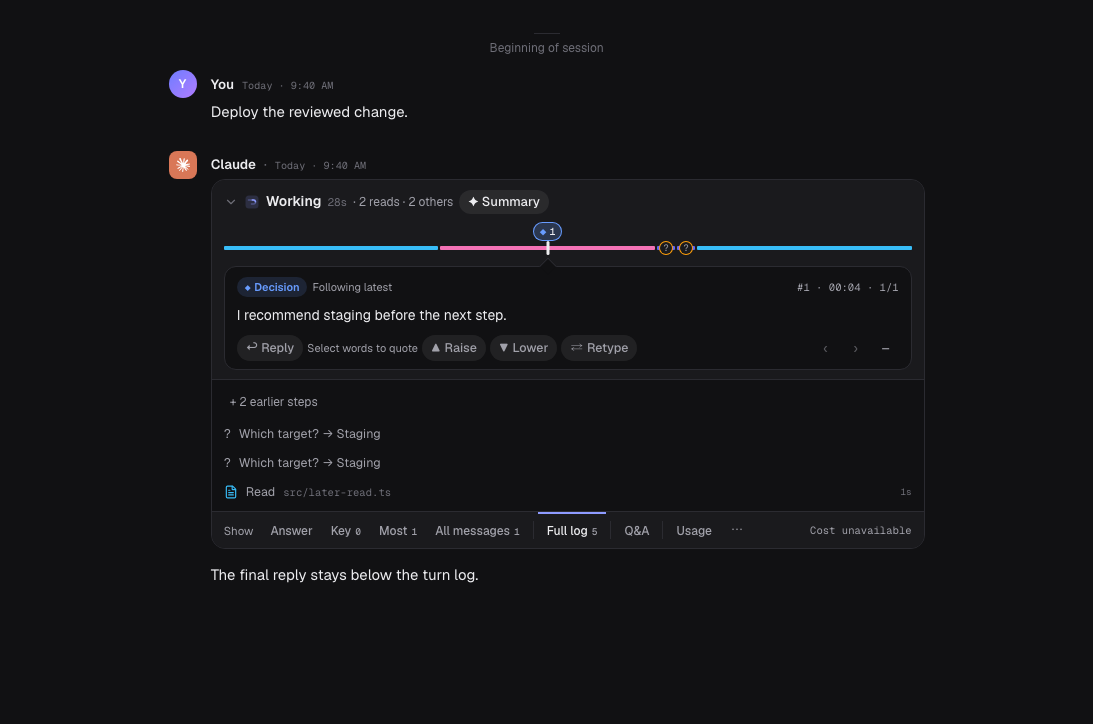 Beginning of session
Y You Today · 9:40 AM
Deploy the reviewed change.
Claude · Today · 9:40 AM
Working 28s · 2 reads · 2 others ✦ Summary
◆ 1
? ?
◆ Decision Following latest #1 · 00:04 · 1/1
I recommend staging before the next step.
↩ Reply Select words to quote ▲ Raise ▼ Lower ⇄ Retype ‹ › –
+ 2 earlier steps
? Which target? → Staging
? Which target? → Staging
Read src/later-read.ts 1s
Show Answer Key 0 Most 1 All messages 1 Full log 5 Q&A Usage ··· Cost unavailable
The final reply stays below the turn log.